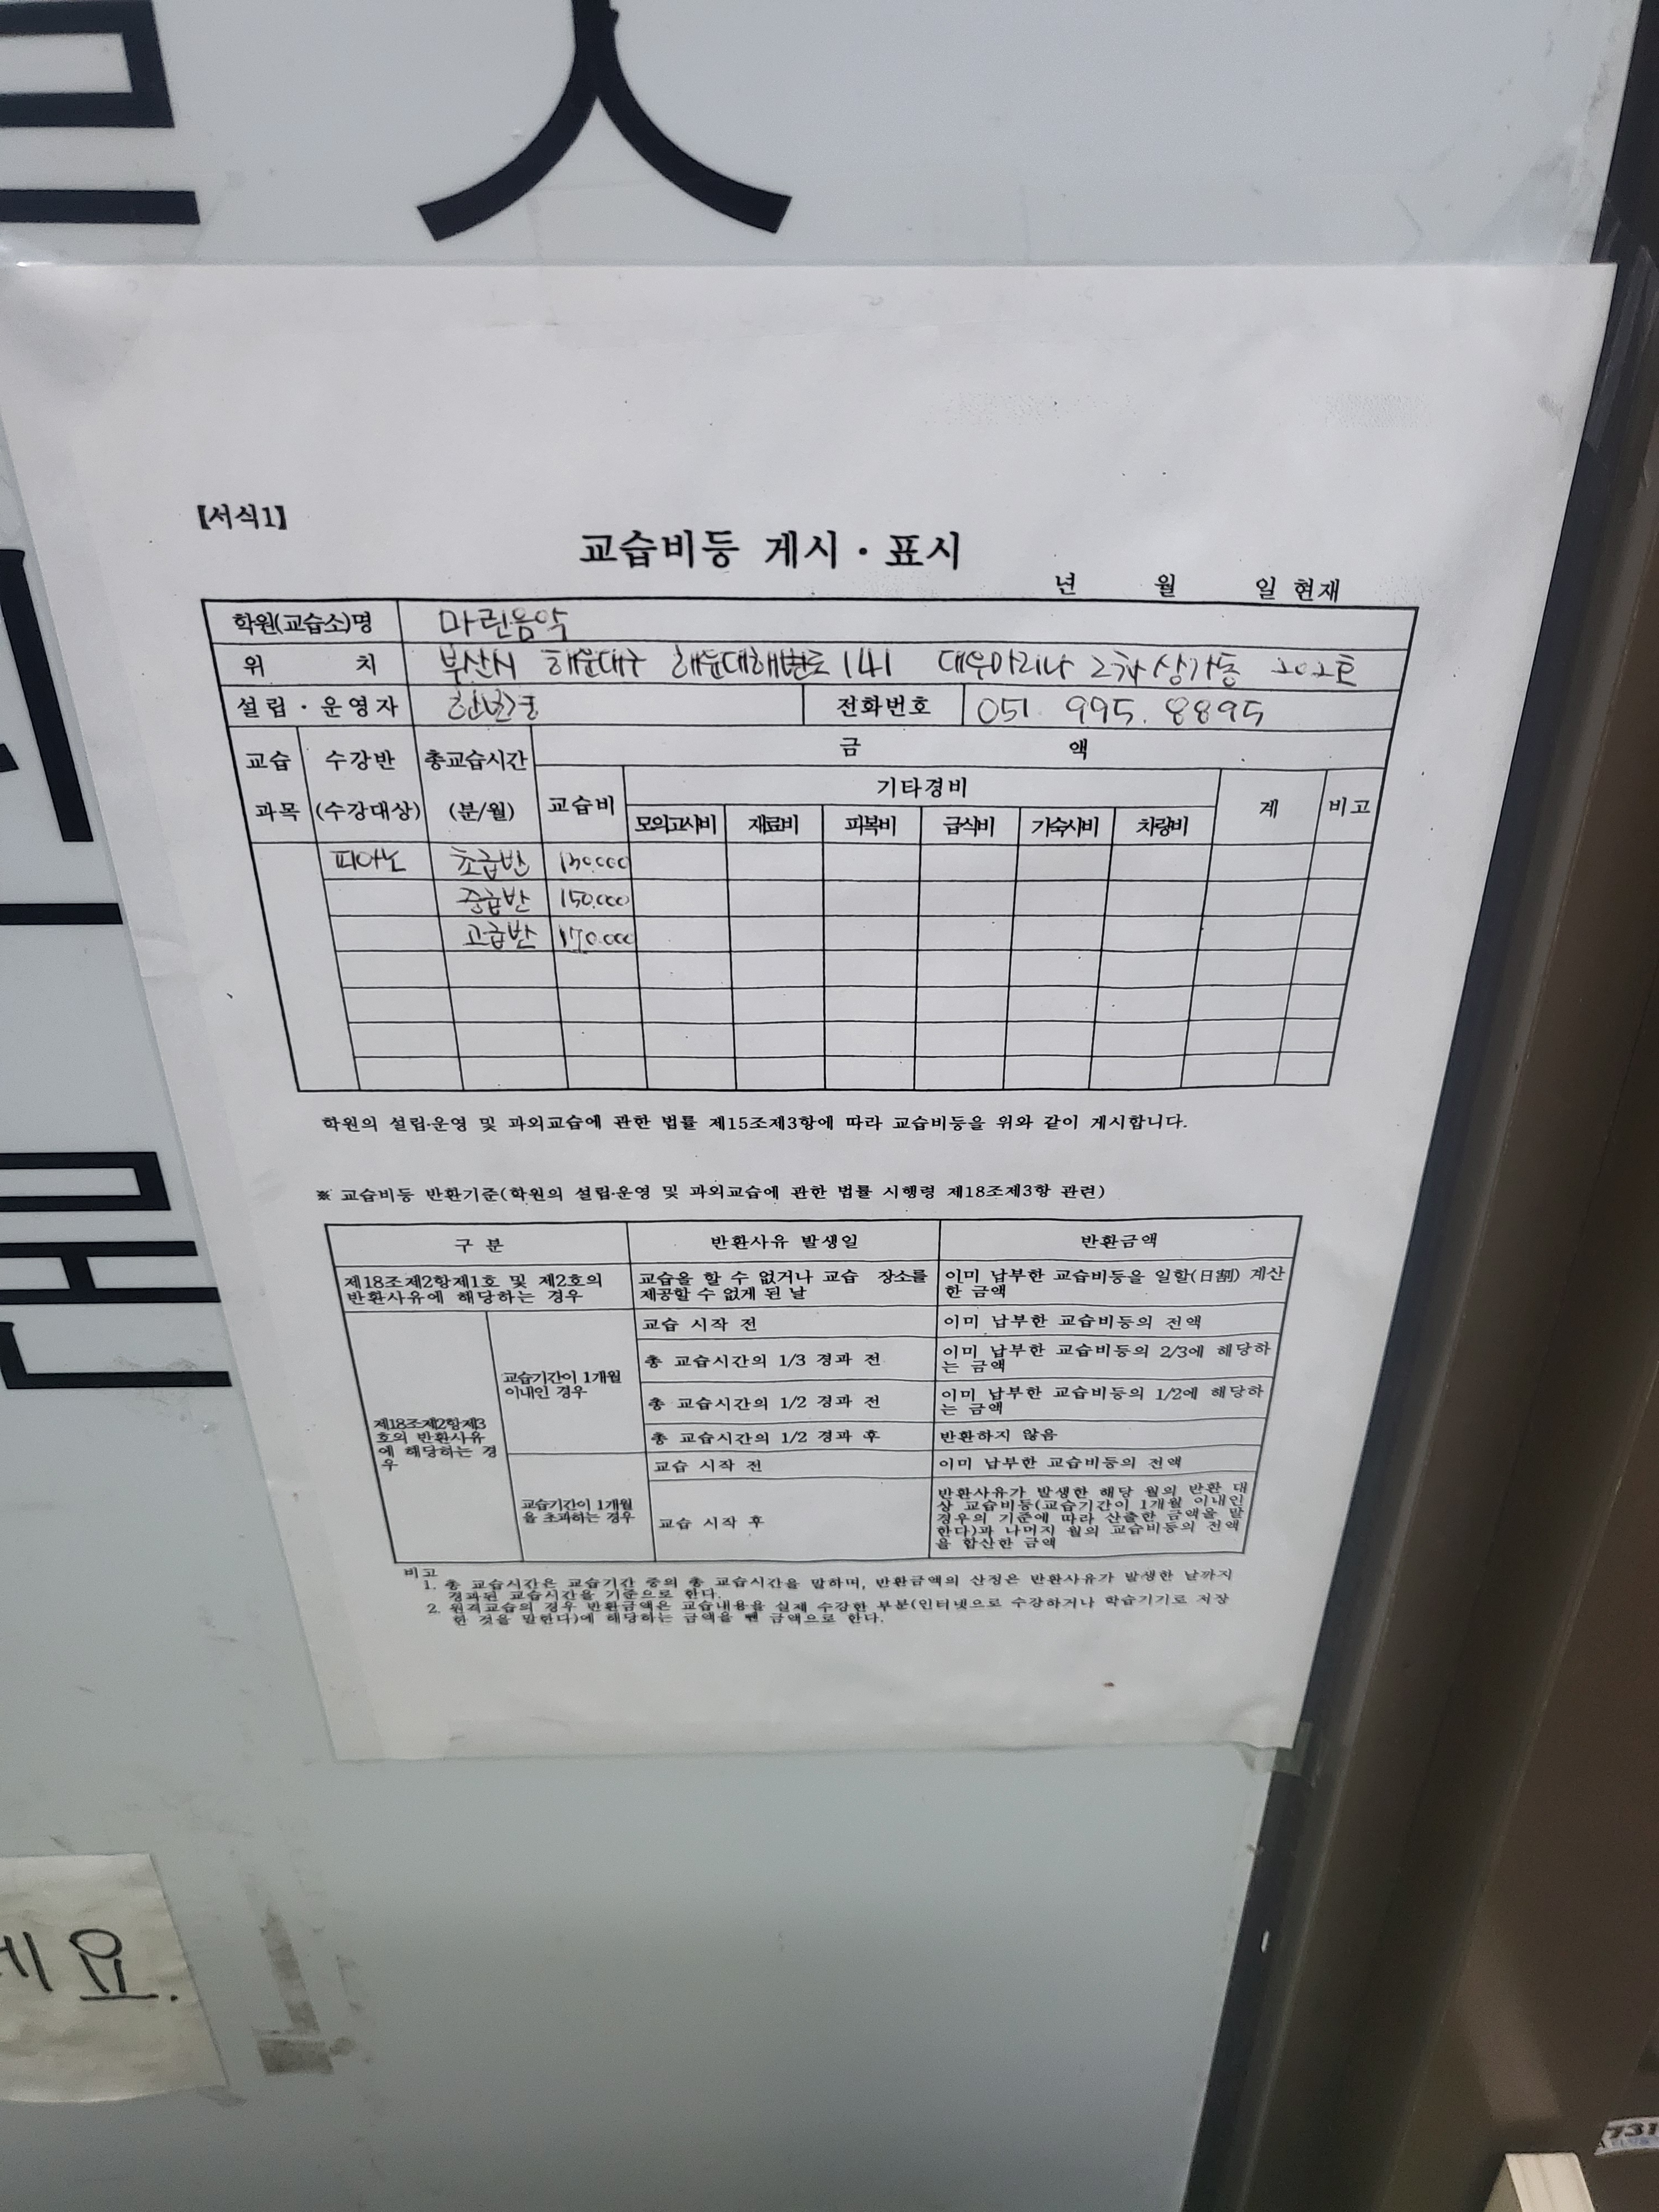 【서식1】
교습비등 게시·표시
년 월 일 현재
학원(교습소)명 마린음악
위 치 부산시 해운대구 해운대해변로 141 대우마리나 2차상가동 202호
설립·운영자 전화번호 051. 995. 8895
교습 과목 수강반 (수강대상) 총교습시간 (분/월) 금 액
교습비 기타경비 계 비고
모의고사비 재료비 피복비 급식비 기숙사비 차량비
피아노 초급반 130.000
중급반 150.000
고급반 170.000
학원의 설립·운영 및 과외교습에 관한 법률 제15조제3항에 따라 교습비등을 위와 같이 게시합니다.
※ 교습비등 반환기준(학원의 설립·운영 및 과외교습에 관한 법률 시행령 제18조제3항 관련)
구 분 반환사유 발생일 반환금액
제18조제2항제1호 및 제2호의
반환사유에 해당하는 경우
교습을 할 수 없거나 교습 장소를
제공할 수 없게 된 날
이미 납부한 교습비등을 일할(日割) 계산
한 금액
제18조제2항제3
호의 반환사유
에 해당하는 경
우
교습기간이 1개월
이내인 경우
교습 시작 전 이미 납부한 교습비등의 전액
총 교습시간의 1/3 경과 전 이미 납부한 교습비등의 2/3에 해당하
는 금액
총 교습시간의 1/2 경과 전 이미 납부한 교습비등의 1/2에 해당하
는 금액
총 교습시간의 1/2 경과 후 반환하지 않음
교습기간이 1개월
을 초과하는 경우
교습 시작 전 이미 납부한 교습비등의 전액
교습 시작 후
반환사유가 발생한 해당 월의 반환 대
상 교습비등(교습기간이 1개월 이내인
경우의 기준에 따라 산출한 금액을 말
한다)과 나머지 월의 교습비등의 전액
을 합산한 금액
비고
1. 총 교습시간은 교습기간 중의 총 교습시간을 말하며, 반환금액의 산정은 반환사유가 발생한 날까지
경과된 교습시간을 기준으로 한다.
2. 원격교습의 경우 반환금액은 교습내용을 실제 수강한 부분(인터넷으로 수강하거나 학습기기로 저장
한 것을 말한다)에 해당하는 금액을 뺀 금액으로 한다.
세요.
731